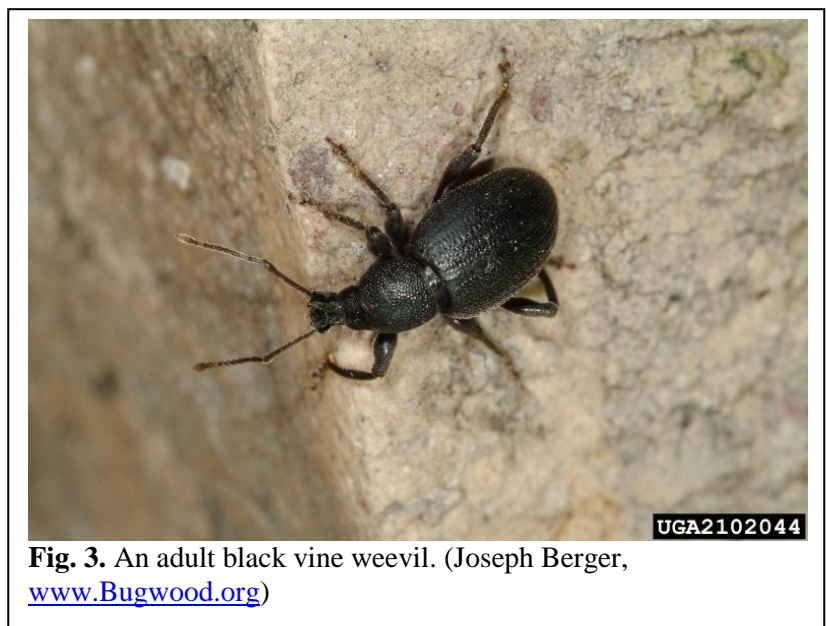 UGA2102044
Fig. 3. An adult black vine weevil. (Joseph Berger,
www.Bugwood.org)